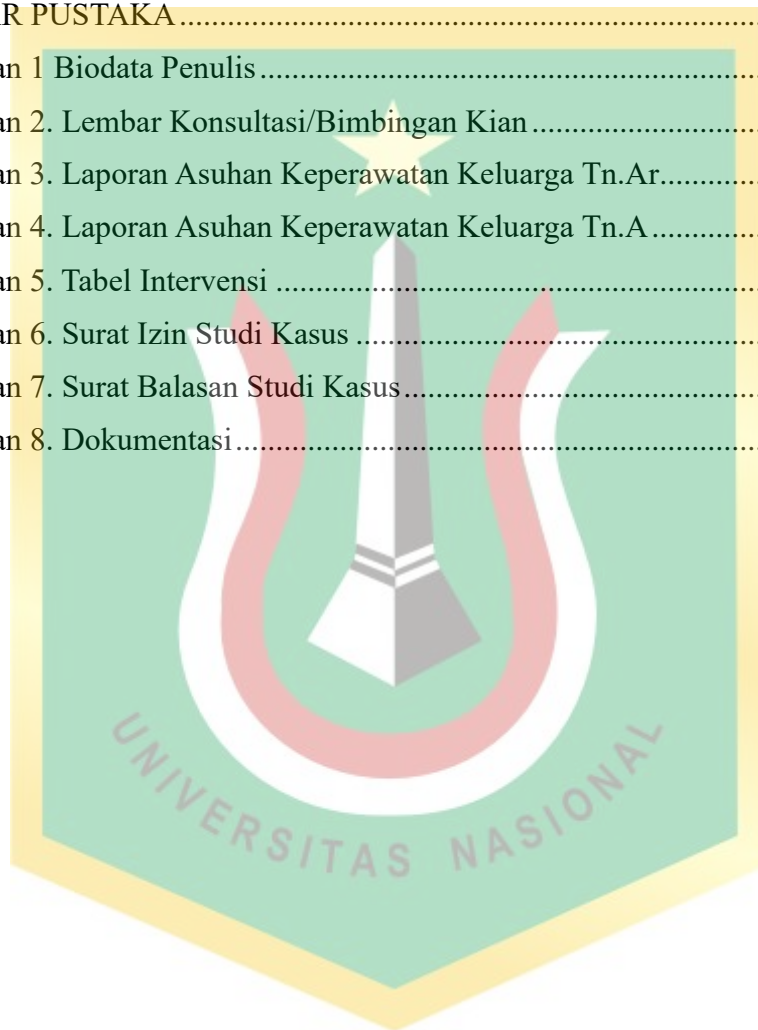 R PUSTAKA
an 1 Biodata Penulis
an 2. Lembar Konsultasi/Bimbingan Kian
an 3. Laporan Asuhan Keperawatan Keluarga Tn.Ar
an 4. Laporan Asuhan Keperawatan Keluarga Tn.A
an 5. Tabel Intervensi
an 6. Surat Izin Studi Kasus
an 7. Surat Balasan Studi Kasus
an 8. Dokumentasi
UNIVERSITAS NASIONAL